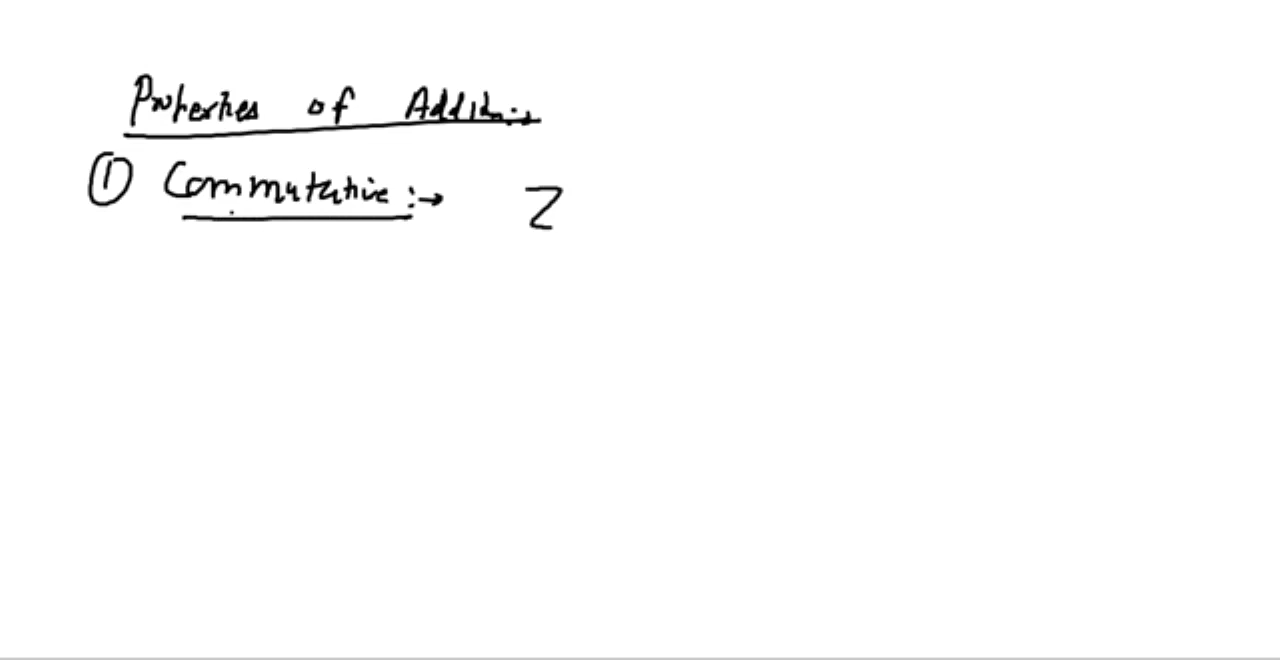 Properties of Addition:→
① Commutative:→ Z